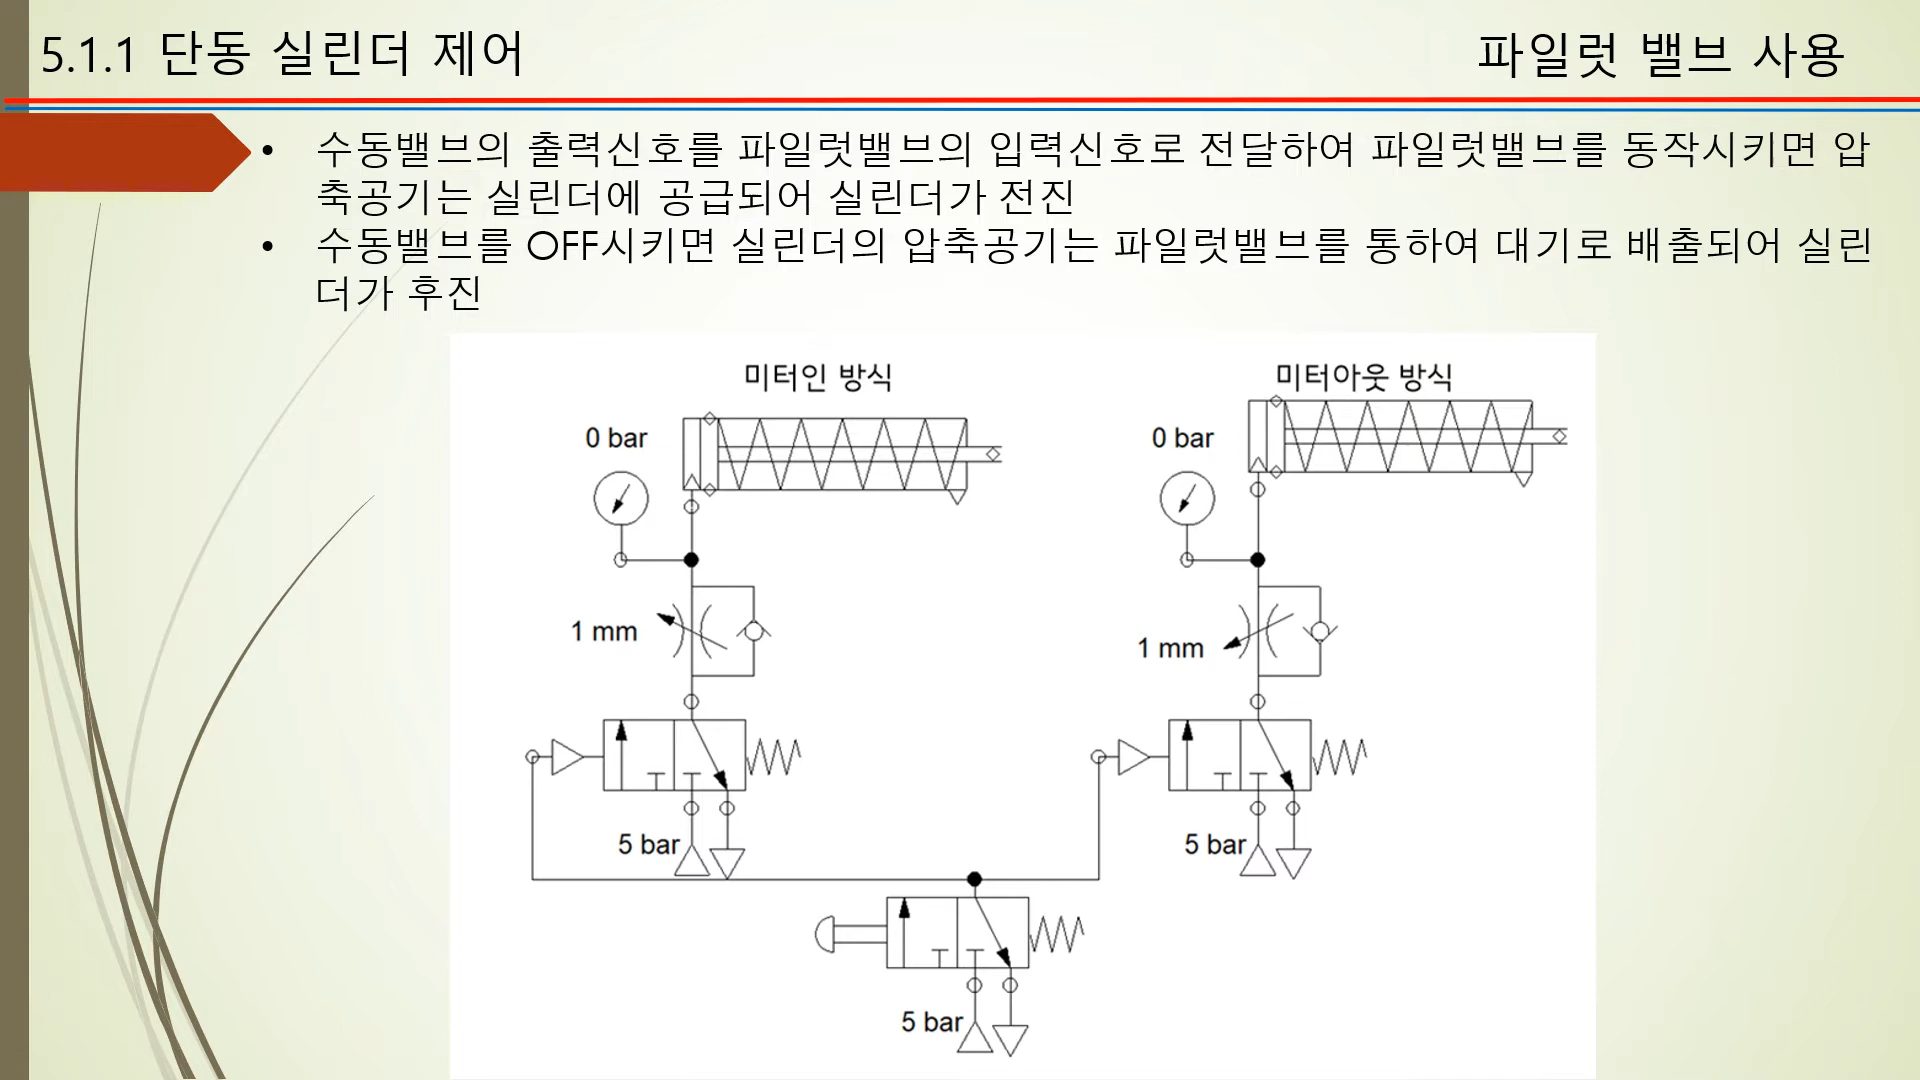 5.1.1 단동 실린더 제어
파일럿 밸브 사용
• 수동밸브의 출력신호를 파일럿밸브의 입력신호로 전달하여 파일럿밸브를 동작시키면 압
축공기는 실린더에 공급되어 실린더가 전진
• 수동밸브를 OFF시키면 실린더의 압축공기는 파일럿밸브를 통하여 대기로 배출되어 실린
더가 후진
미터인 방식
미터아웃 방식
0 bar
0 bar
1 mm
1 mm
5 bar
5 bar
5 bar